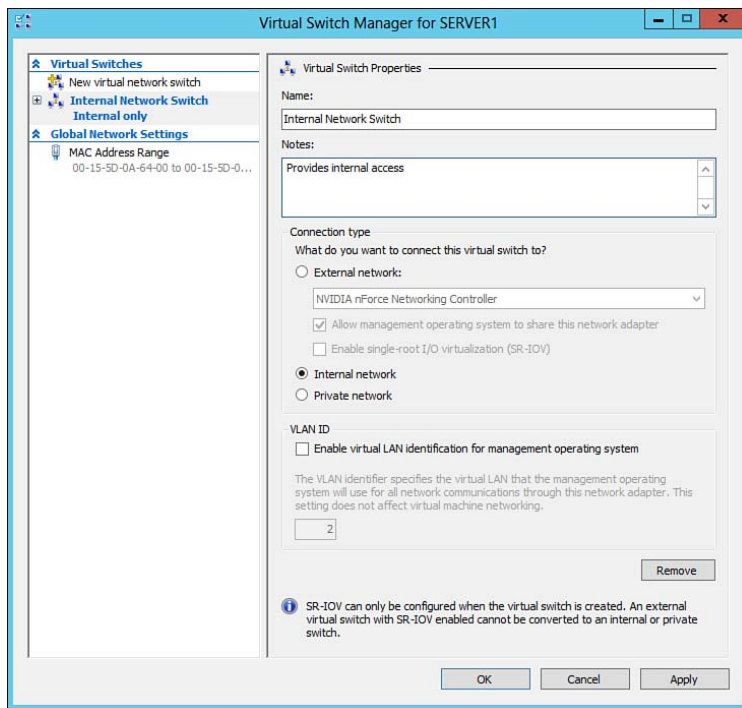 Virtual Switch Manager for SERVER1
Virtual Switches
New virtual network switch
Internal Network Switch
Internal only
Global Network Settings
MAC Address Range
00-15-5D-0A-64-00 to 00-15-5D-0...
Virtual Switch Properties
Name:
Internal Network Switch
Notes:
Provides internal access
Connection type
What do you want to connect this virtual switch to?
External network:
NVIDIA nForce Networking Controller
Allow management operating system to share this network adapter
Enable single-root I/O virtualization (SR-IOV)
Internal network
Private network
VLAN ID
Enable virtual LAN identification for management operating system
The VLAN identifier specifies the virtual LAN that the management operating
system will use for all network communications through this network adapter. This
setting does not affect virtual machine networking.
2
Remove
SR-IOV can only be configured when the virtual switch is created. An external
virtual switch with SR-IOV enabled cannot be converted to an internal or private
switch.
OK
Cancel
Apply